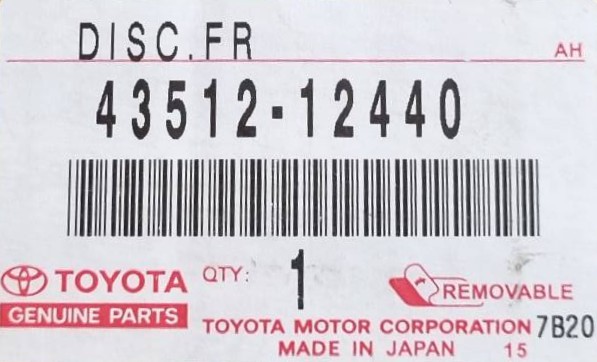 DISC.FR
AH
43512-12440
TOYOTA
GENUINE PARTS
QTY: 1
REMOVABLE
TOYOTA MOTOR CORPORATION 7B20
MADE IN JAPAN 15